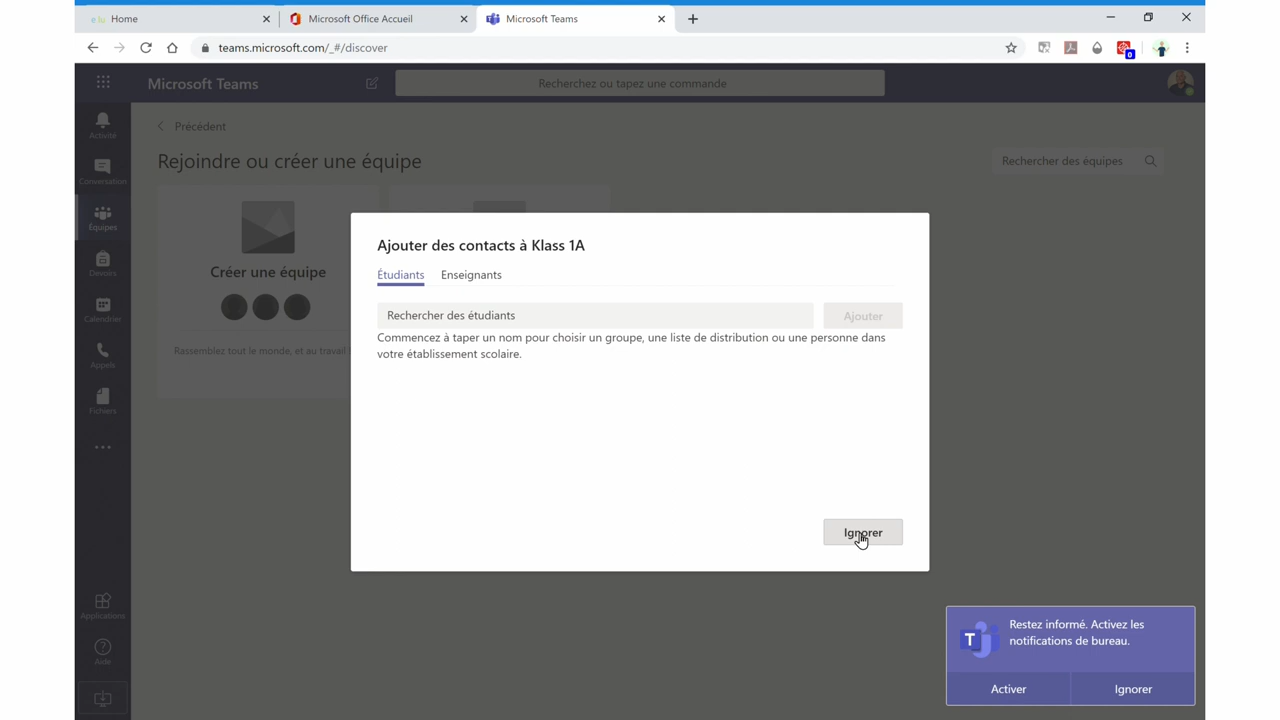 e lu Home
Microsoft Office Accueil
Microsoft Teams
teams.microsoft.com/_#/discover
0
Microsoft Teams
Recherchez ou tapez une commande
Activité
Conversation
Équipes
Devoirs
Calendrier
Appels
Fichiers
Applications
Aide
Précédent
Rejoindre ou créer une équipe
Rechercher des équipes
Créer une équipe
Rassemblez tout le monde, et au travail
Ajouter des contacts à Klass 1A
Étudiants
Enseignants
Rechercher des étudiants
Ajouter
Commencez à taper un nom pour choisir un groupe, une liste de distribution ou une personne dans
votre établissement scolaire.
Ignorer
T
Restez informé. Activez les
notifications de bureau.
Activer
Ignorer